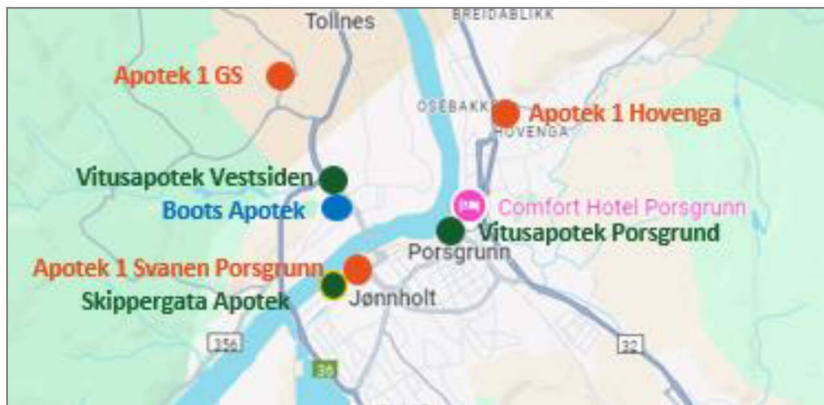 BREIDABLIKK
Tollnes
Apotek 1 GS
OSEBAKKEN
Apotek 1 Hovenga
HOVENGA
Vitusapotek Vestsiden
Boots Apotek
Comfort Hotel Porsgrunn
Vitusapotek Porsgrund
Porsgrunn
Apotek 1 Svanen Porsgrunn
Skippergata Apotek
Jønnholt
356
32
36